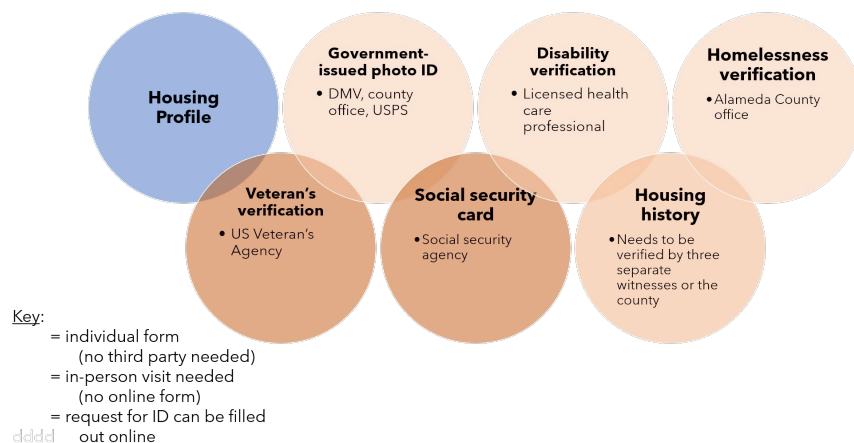 Housing
Profile
Government-
issued photo ID
• DMV, county
office, USPS
Disability
verification
• Licensed health
care
professional
Homelessness
verification
• Alameda County
office
Veteran’s
verification
• US Veteran’s
Agency
Social security
card
• Social security
agency
Housing
history
• Needs to be
verified by three
separate
witnesses or the
county
Key:
= individual form
(no third party needed)
= in-person visit needed
(no online form)
= request for ID can be filled
dddd out online